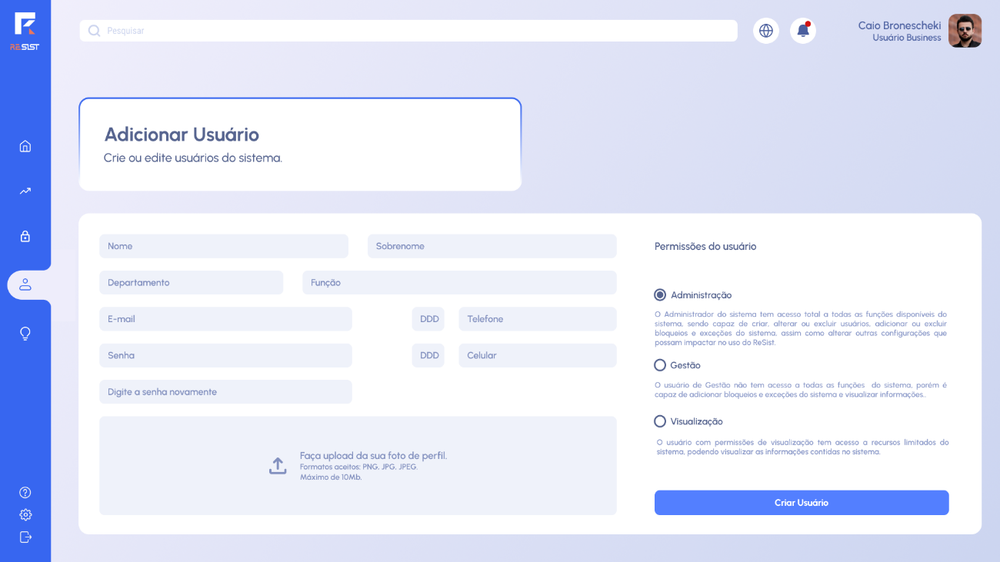 RESIST
Pesquisar
Caio Bronescheki
Usuário Business
Adicionar Usuário
Crie ou edite usuários do sistema.
Nome
Sobrenome
Departamento
Função
E-mail
DDD
Telefone
Senha
DDD
Celular
Digite a senha novamente
Faça upload da sua foto de perfil.
Formatos aceitos: PNG, JPG, JPEG.
Máximo de 10Mb.
Permissões do usuário
Administração
O Administrador do sistema tem acesso total a todas as funções disponíveis do
sistema, sendo capaz de criar, alterar ou excluir usuários, adicionar ou excluir
bloqueios e exceções do sistema, assim como alterar outras configurações que
possam impactar no uso do ReSist.
Gestão
O usuário de Gestão não tem acesso a todas as funções do sistema, porém é
capaz de adicionar bloqueios e exceções do sistema e visualizar informações..
Visualização
O usuário com permissões de visualização tem acesso a recursos limitados do
sistema, podendo visualizar as informações contidas no sistema.
Criar Usuário